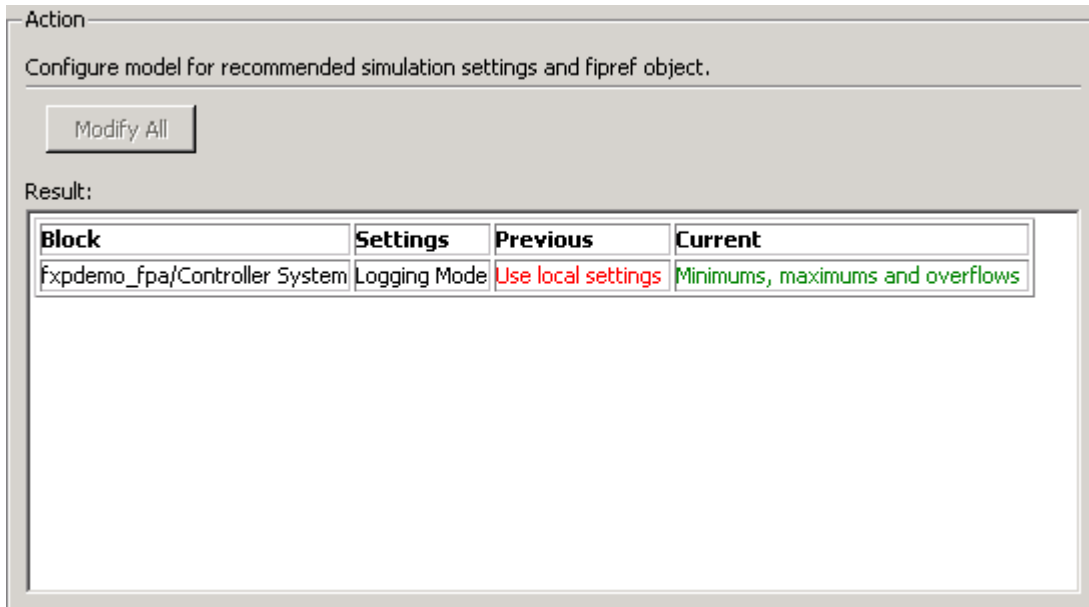 Action
Configure model for recommended simulation settings and fipref object.
Modify All
Result:
Block Settings Previous Current
fxpdemo_fpa/Controller System Logging Mode Use local settings Minimums, maximums and overflows